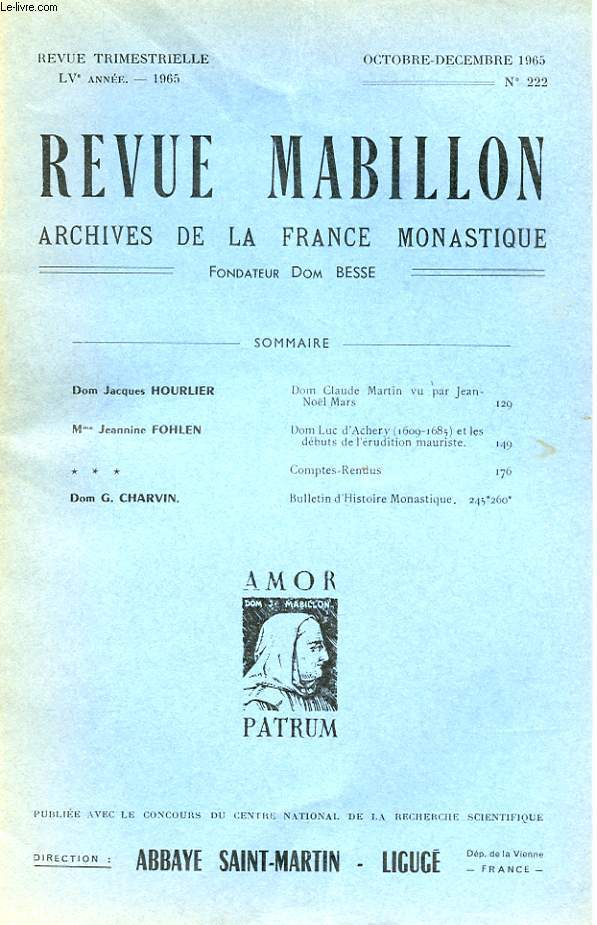 Le-livre.com
REVUE TRIMESTRIELLE
LVe ANNÉE. — 1965
OCTOBRE-DECEMBRE 1965
N° 222
REVUE MABILLON
ARCHIVES DE LA FRANCE MONASTIQUE
FONDATEUR DOM BESSE
SOMMAIRE
Dom Jacques HOURLIER Dom Claude Martin vu par Jean-
Noël Mars 129
Mme Jeannine FOHLEN Dom Luc d'Achery (1609-1685) et les
débuts de l'érudition mauriste. 149
* * * Comptes-Rendus 176
Dom G. CHARVIN. Bulletin d'Histoire Monastique. 245*260*
AMOR
DOM J. MABILLON
PATRUM
PUBLIÉE AVEC LE CONCOURS DU CENTRE NATIONAL DE LA RECHERCHE SCIENTIFIQUE
DIRECTION : ABBAYE SAINT-MARTIN - LIGUGÉ Dép. de la Vienne
— FRANCE —